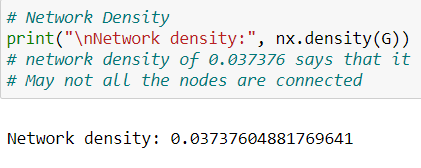 # Network Density
print("\nNetwork density:", nx.density(G))
# network density of 0.037376 says that it
# May not all the nodes are connected
Network density: 0.03737604881769641